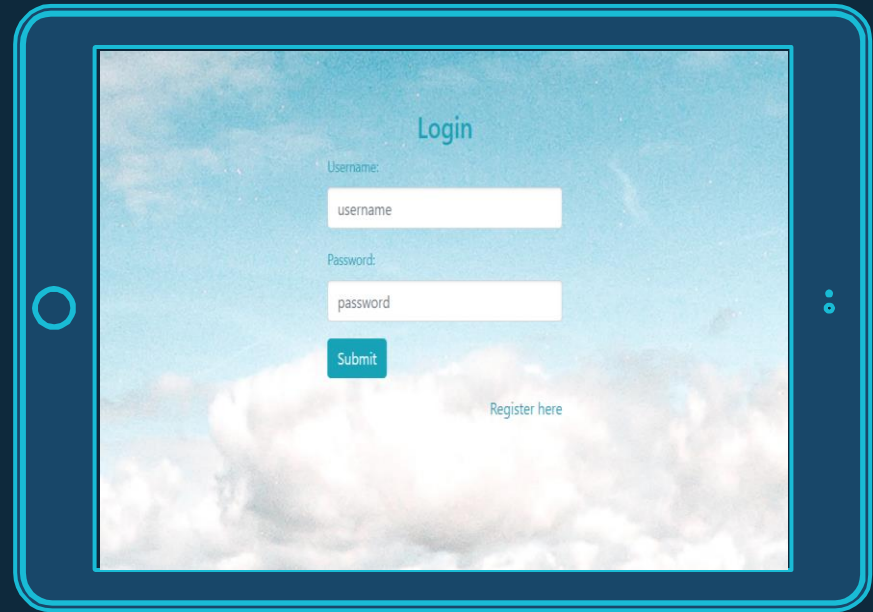 Login
Username:
username
Password:
password
Submit
Register here